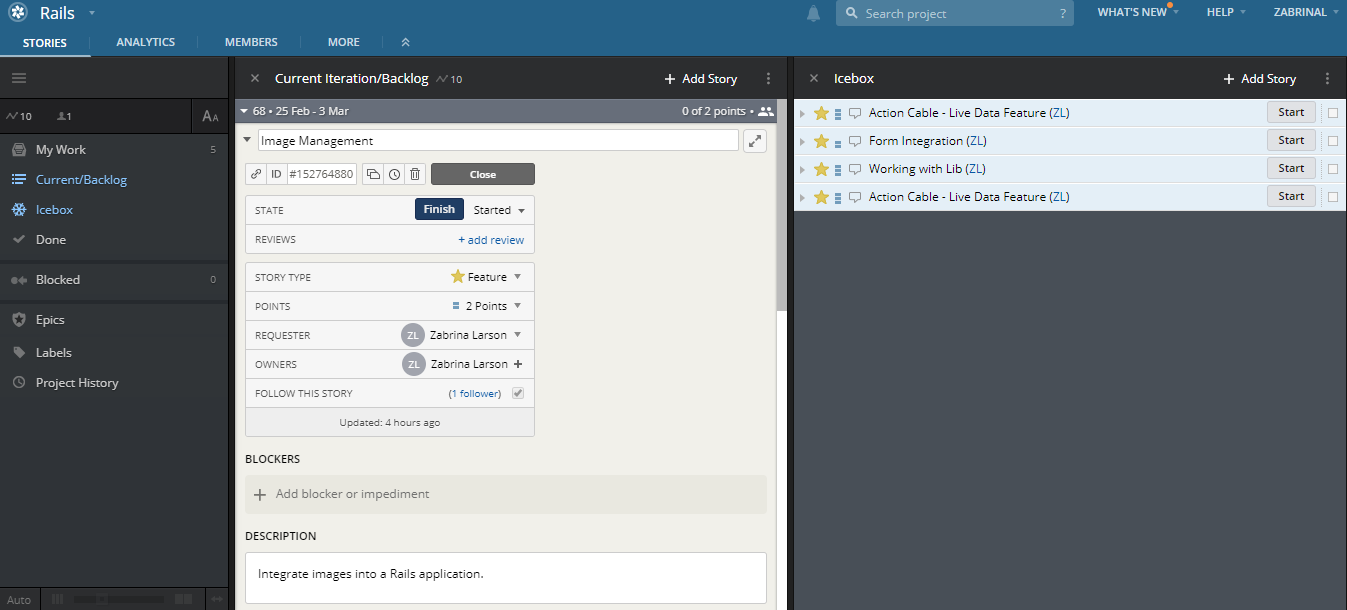 Rails
Search project ?
WHAT'S NEW
HELP
ZABRINAL
STORIES
ANALYTICS
MEMBERS
MORE
10
1
AA
My Work 5
Current/Backlog
Icebox
Done
Blocked 0
Epics
Labels
Project History
Auto
Current Iteration/Backlog 10
+ Add Story
68 • 25 Feb - 3 Mar 0 of 2 points •
Image Management
ID #152764880 Close
STATE Finish Started
REVIEWS + add review
STORY TYPE Feature
POINTS 2 Points
REQUESTER ZL Zabrina Larson
OWNERS ZL Zabrina Larson +
FOLLOW THIS STORY (1 follower)
Updated: 4 hours ago
BLOCKERS
+ Add blocker or impediment
DESCRIPTION
Integrate images into a Rails application.
Icebox
+ Add Story
Action Cable - Live Data Feature (ZL) Start
Form Integration (ZL) Start
Working with Lib (ZL) Start
Action Cable - Live Data Feature (ZL) Start